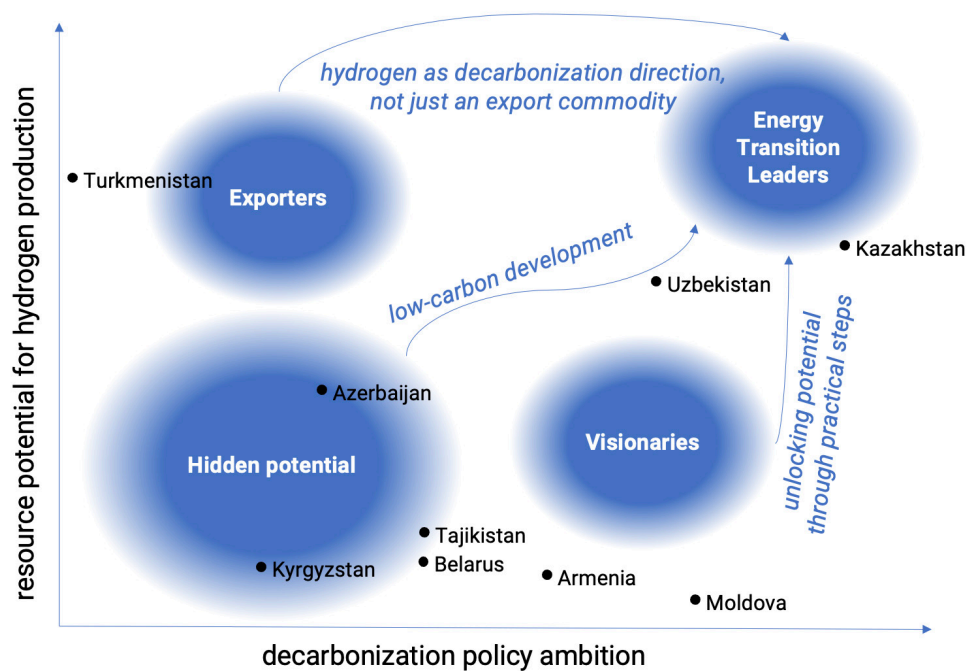 hydrogen as decarbonization direction,
not just an export commodity
Energy
Transition
Leaders
Turkmenistan
Exporters
Kazakhstan
low-carbon development
Uzbekistan
unlocking potential
through practical steps
Azerbaijan
Visionaries
Hidden potential
Tajikistan
Belarus
Kyrgyzstan
Armenia
Moldova
resource potential for hydrogen production
decarbonization policy ambition